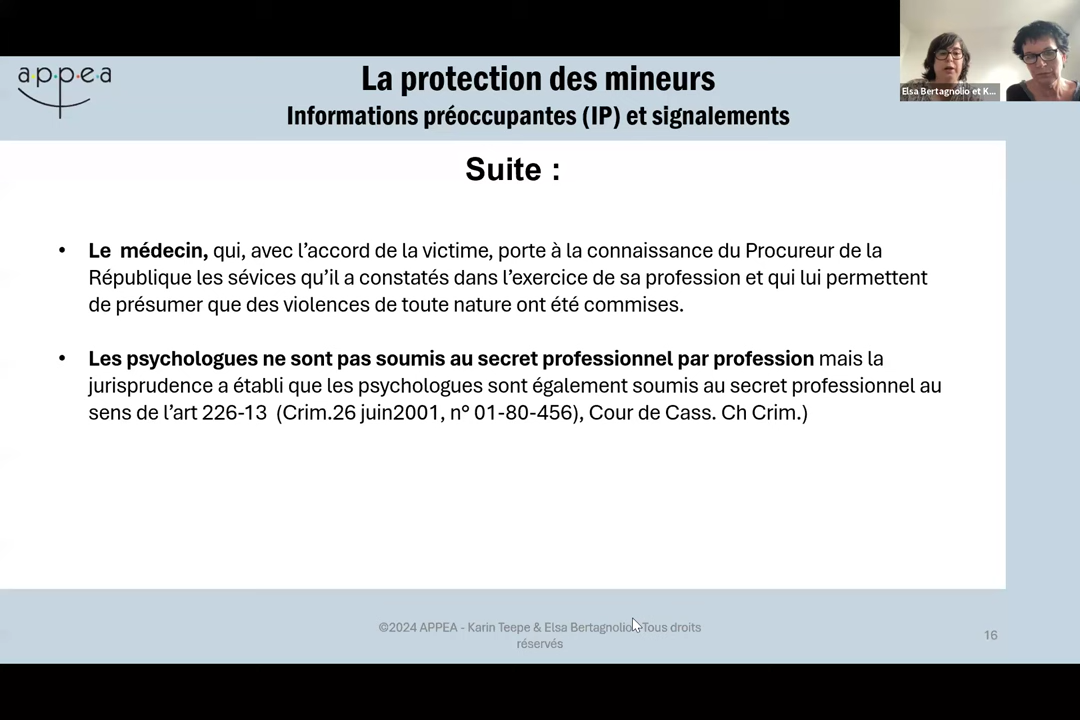 appea
La protection des mineurs
Informations préoccupantes (IP) et signalements
Elsa Bertagnolio et K...
Suite :
• Le médecin, qui, avec l’accord de la victime, porte à la connaissance du Procureur de la
République les sévices qu’il a constatés dans l’exercice de sa profession et qui lui permettent
de présumer que des violences de toute nature ont été commises.
• Les psychologues ne sont pas soumis au secret professionnel par profession mais la
jurisprudence a établi que les psychologues sont également soumis au secret professionnel au
sens de l’art 226-13 (Crim.26 juin2001, n° 01-80-456), Cour de Cass. Ch Crim.)
©2024 APPEA - Karin Teepe & Elsa Bertagnolio-Tous droits
réservés
16